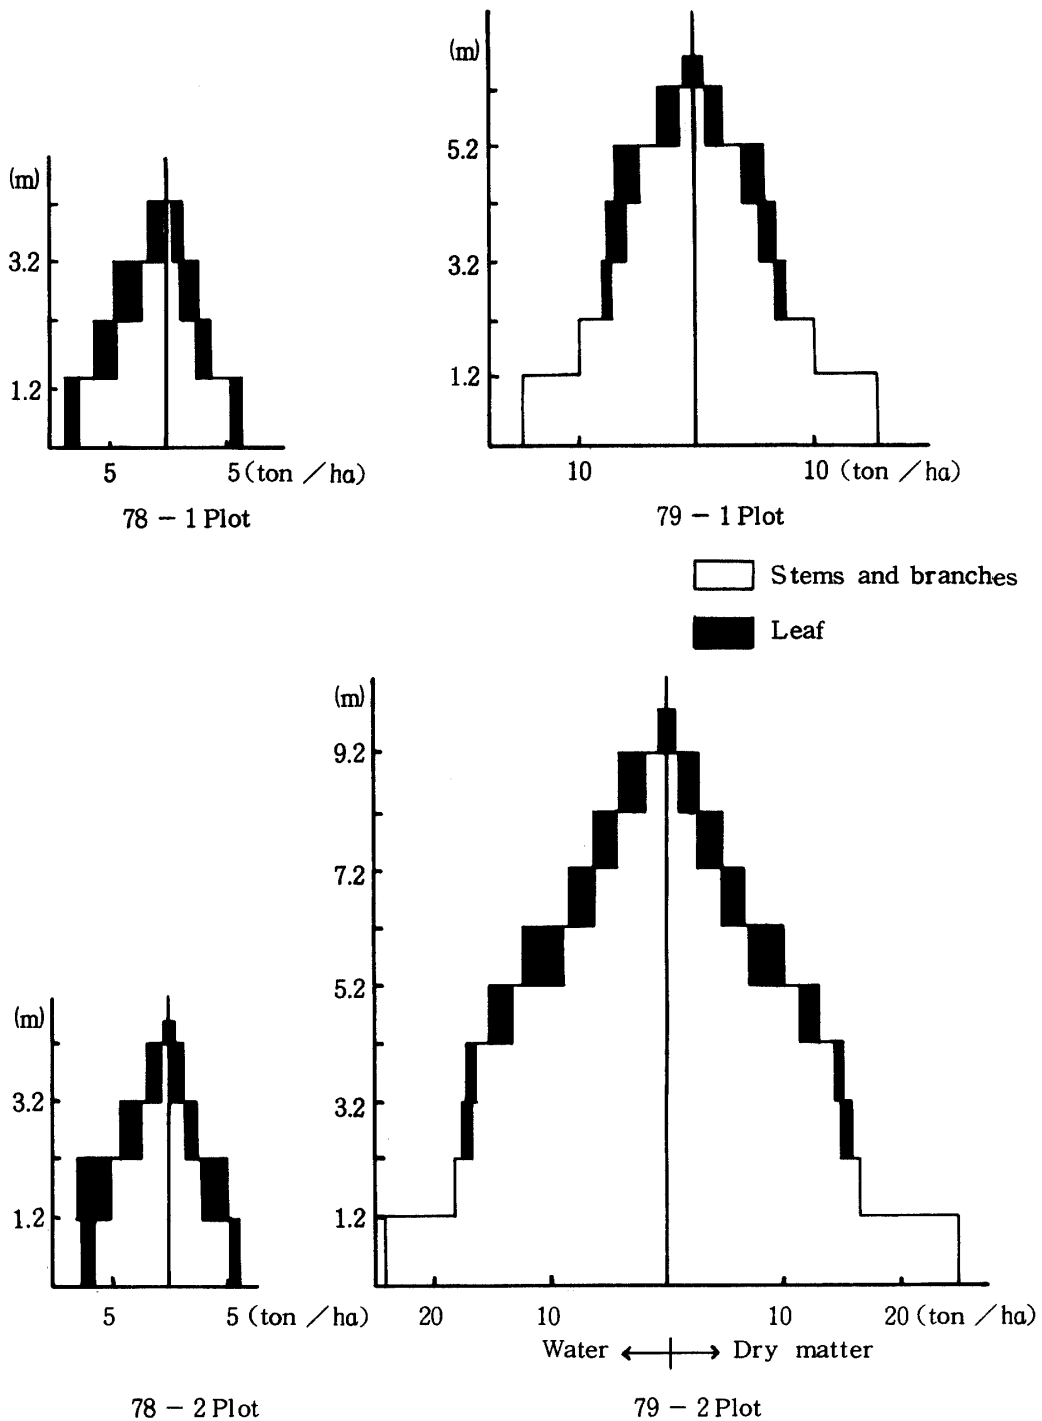 (m)
3.2
1.2
5 5 (ton / ha)
78 - 1 Plot
(m)
5.2
3.2
1.2
10 10 (ton / ha)
79 - 1 Plot
Stems and branches
Leaf
(m)
3.2
1.2
5 5 (ton / ha)
78 - 2 Plot
(m)
9.2
7.2
5.2
3.2
1.2
20 10 10 20 (ton / ha)
Water Dry matter
79 - 2 Plot